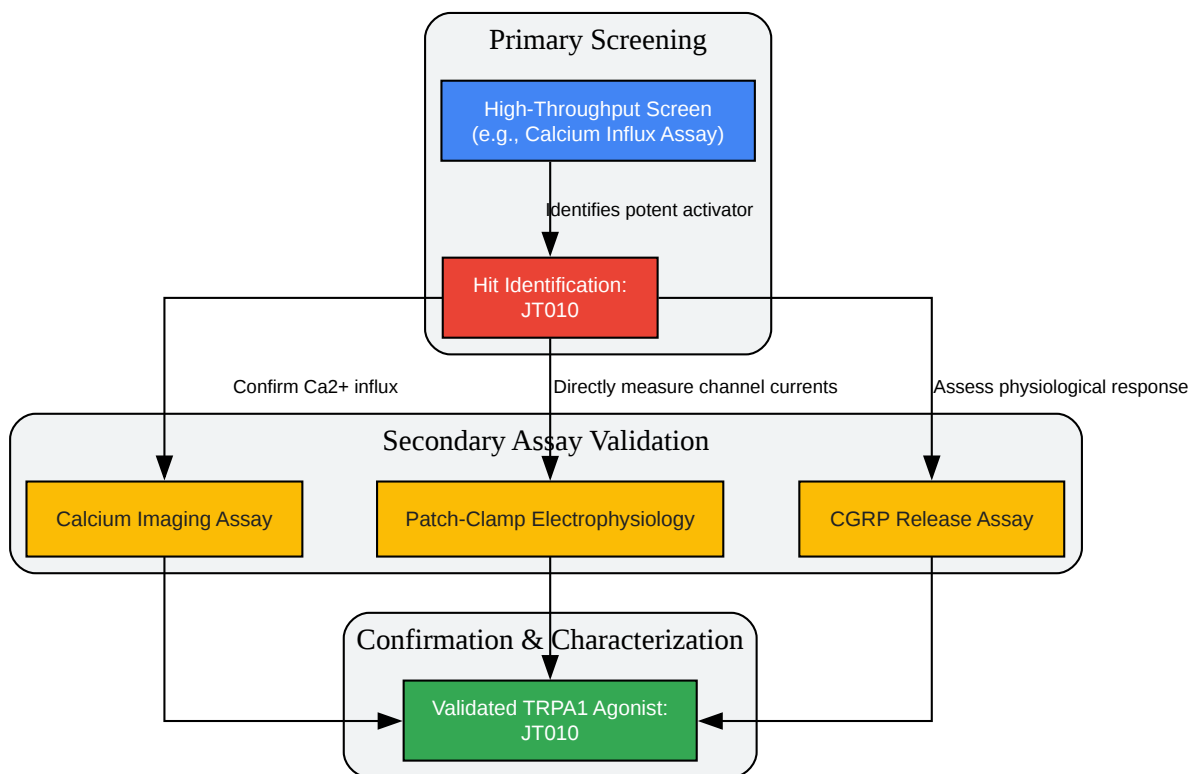 Primary Screening
High-Throughput Screen
(e.g., Calcium Influx Assay)
Identifies potent activator
Hit Identification:
JT010
Confirm Ca2+ influx
Directly measure channel currents
Assess physiological response
Secondary Assay Validation
Calcium Imaging Assay
Patch-Clamp Electrophysiology
CGRP Release Assay
Confirmation & Characterization
Validated TRPA1 Agonist:
JT010